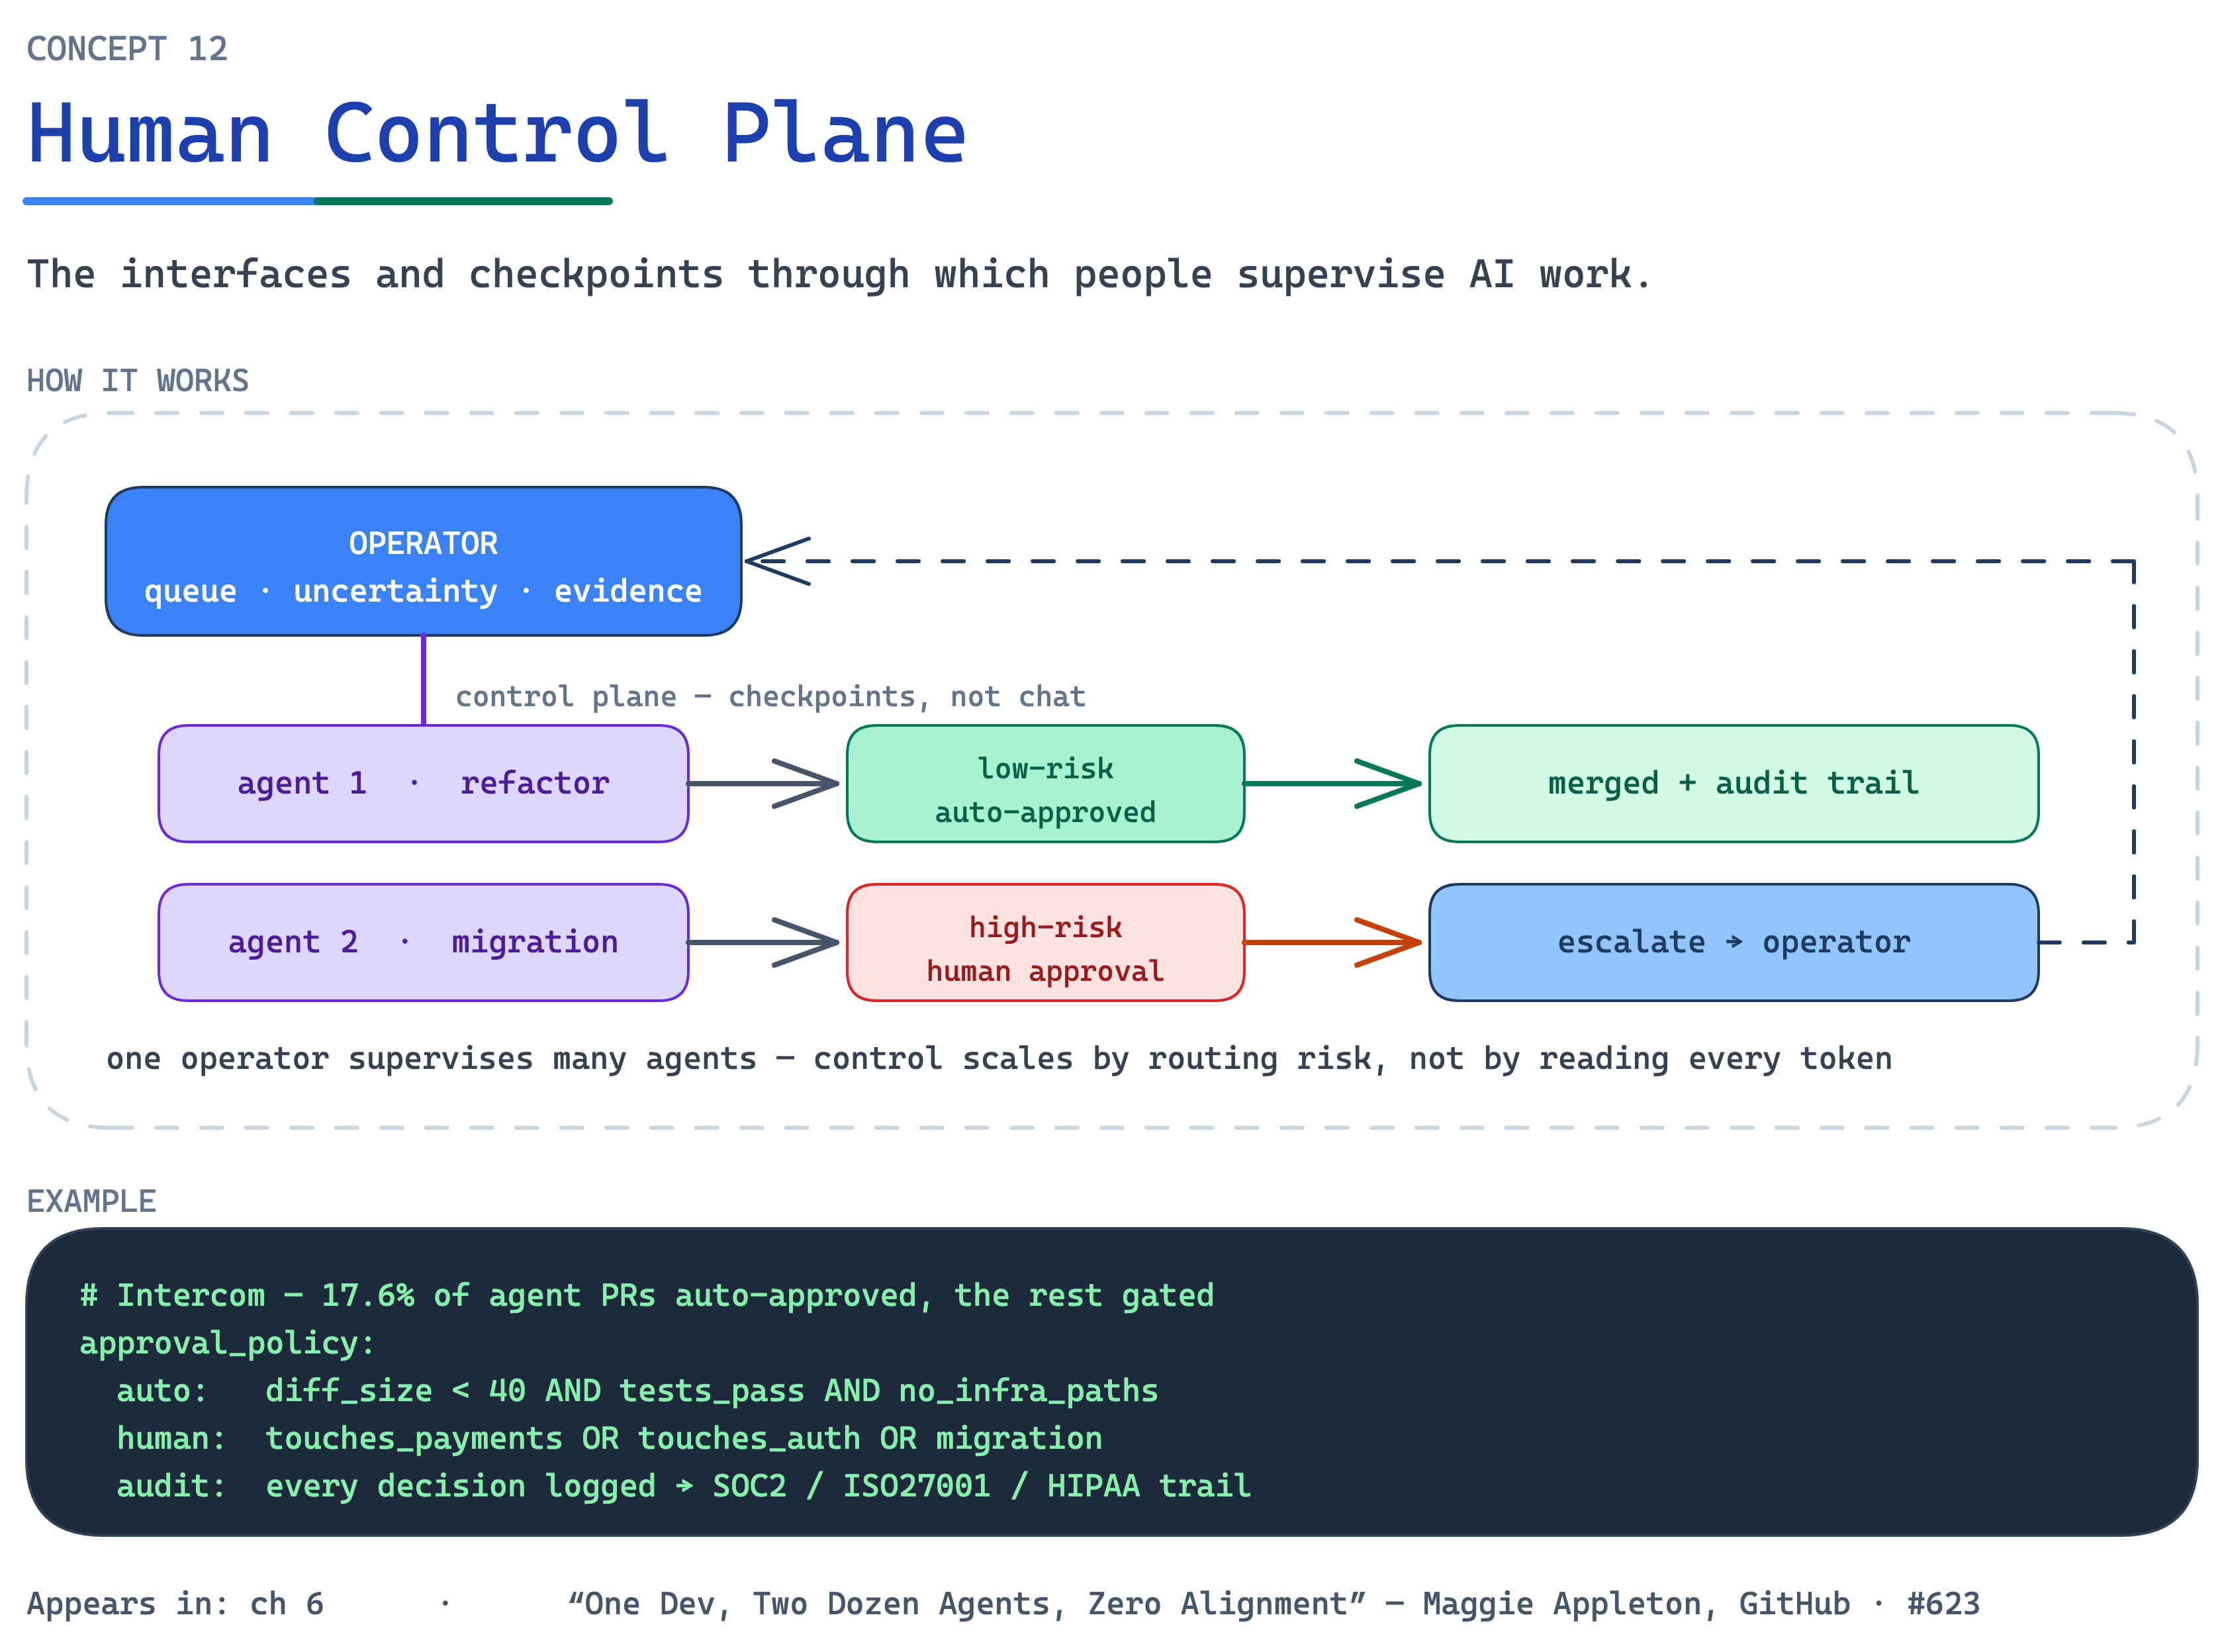 CONCEPT 12
Human Control Plane
The interfaces and checkpoints through which people supervise AI work.
HOW IT WORKS
OPERATOR
queue · uncertainty · evidence
control plane — checkpoints, not chat
agent 1 · refactor
low-risk
auto-approved
merged + audit trail
agent 2 · migration
high-risk
human approval
escalate → operator
one operator supervises many agents — control scales by routing risk, not by reading every token
EXAMPLE
# Intercom — 17.6% of agent PRs auto-approved, the rest gated
approval_policy:
  auto:   diff_size < 40 AND tests_pass AND no_infra_paths
  human:  touches_payments OR touches_auth OR migration
  audit:  every decision logged → SOC2 / ISO27001 / HIPAA trail
Appears in: ch 6 · “One Dev, Two Dozen Agents, Zero Alignment” — Maggie Appleton, GitHub · #623